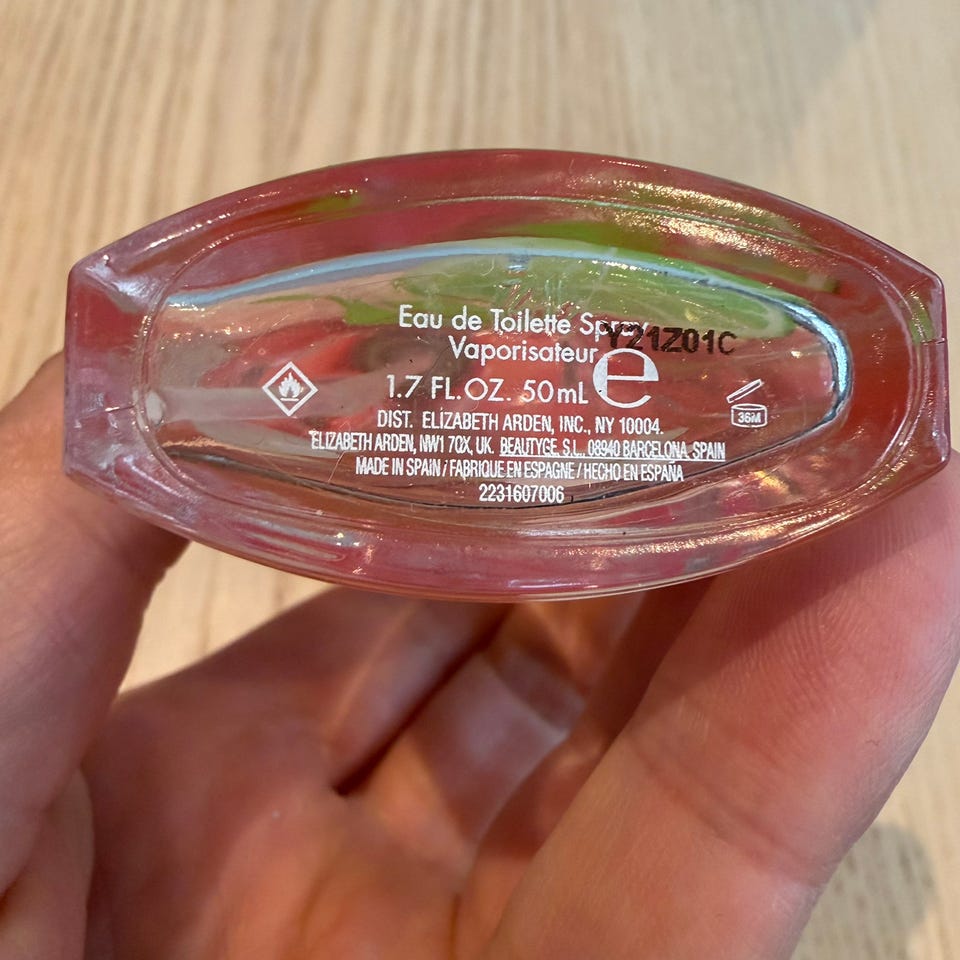 Eau de Toilette Spray
Y21Z01C
Vaporisateur
1.7 FL.OZ. 50mL e
DIST. ELIZABETH ARDEN, INC., NY 10004.
ELIZABETH ARDEN, NW1 7QX, UK. BEAUTYGE, S.L., 08940 BARCELONA, SPAIN
MADE IN SPAIN / FABRIQUE EN ESPAGNE / HECHO EN ESPAÑA
2231607006
36M